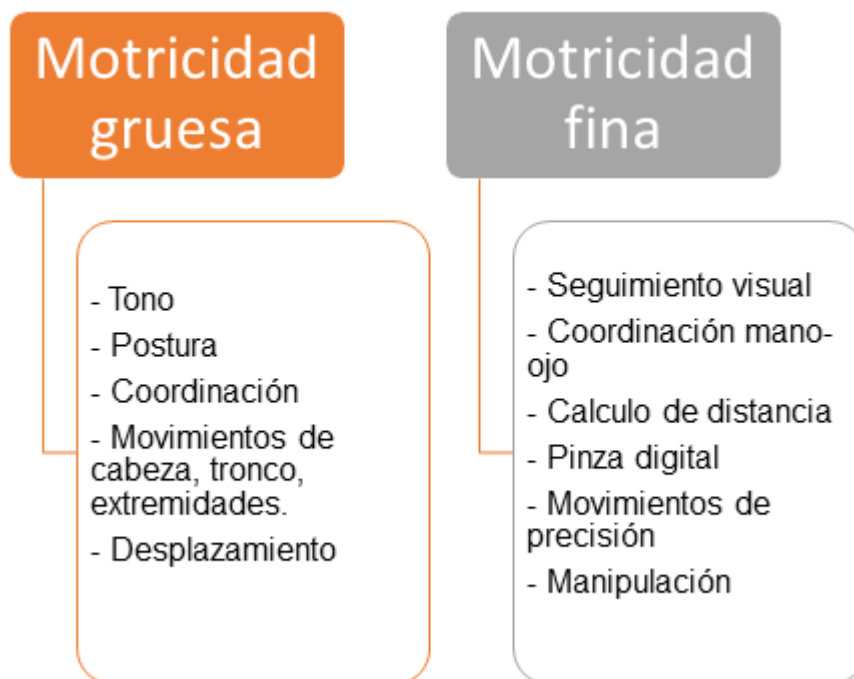 Motricidad
gruesa
- Tono
- Postura
- Coordinación
- Movimientos de
cabeza, tronco,
extremidades.
- Desplazamiento
Motricidad
fina
- Seguimiento visual
- Coordinación mano-
ojo
- Calculo de distancia
- Pinza digital
- Movimientos de
precisión
- Manipulación